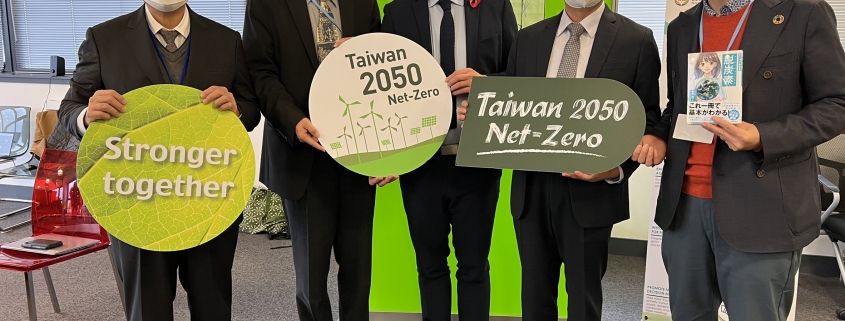 Stronger
together
Taiwan
2050
Net-Zero
Taiwan 2050
Net-Zero
脱炭素
これ一冊で
基本がわかる!